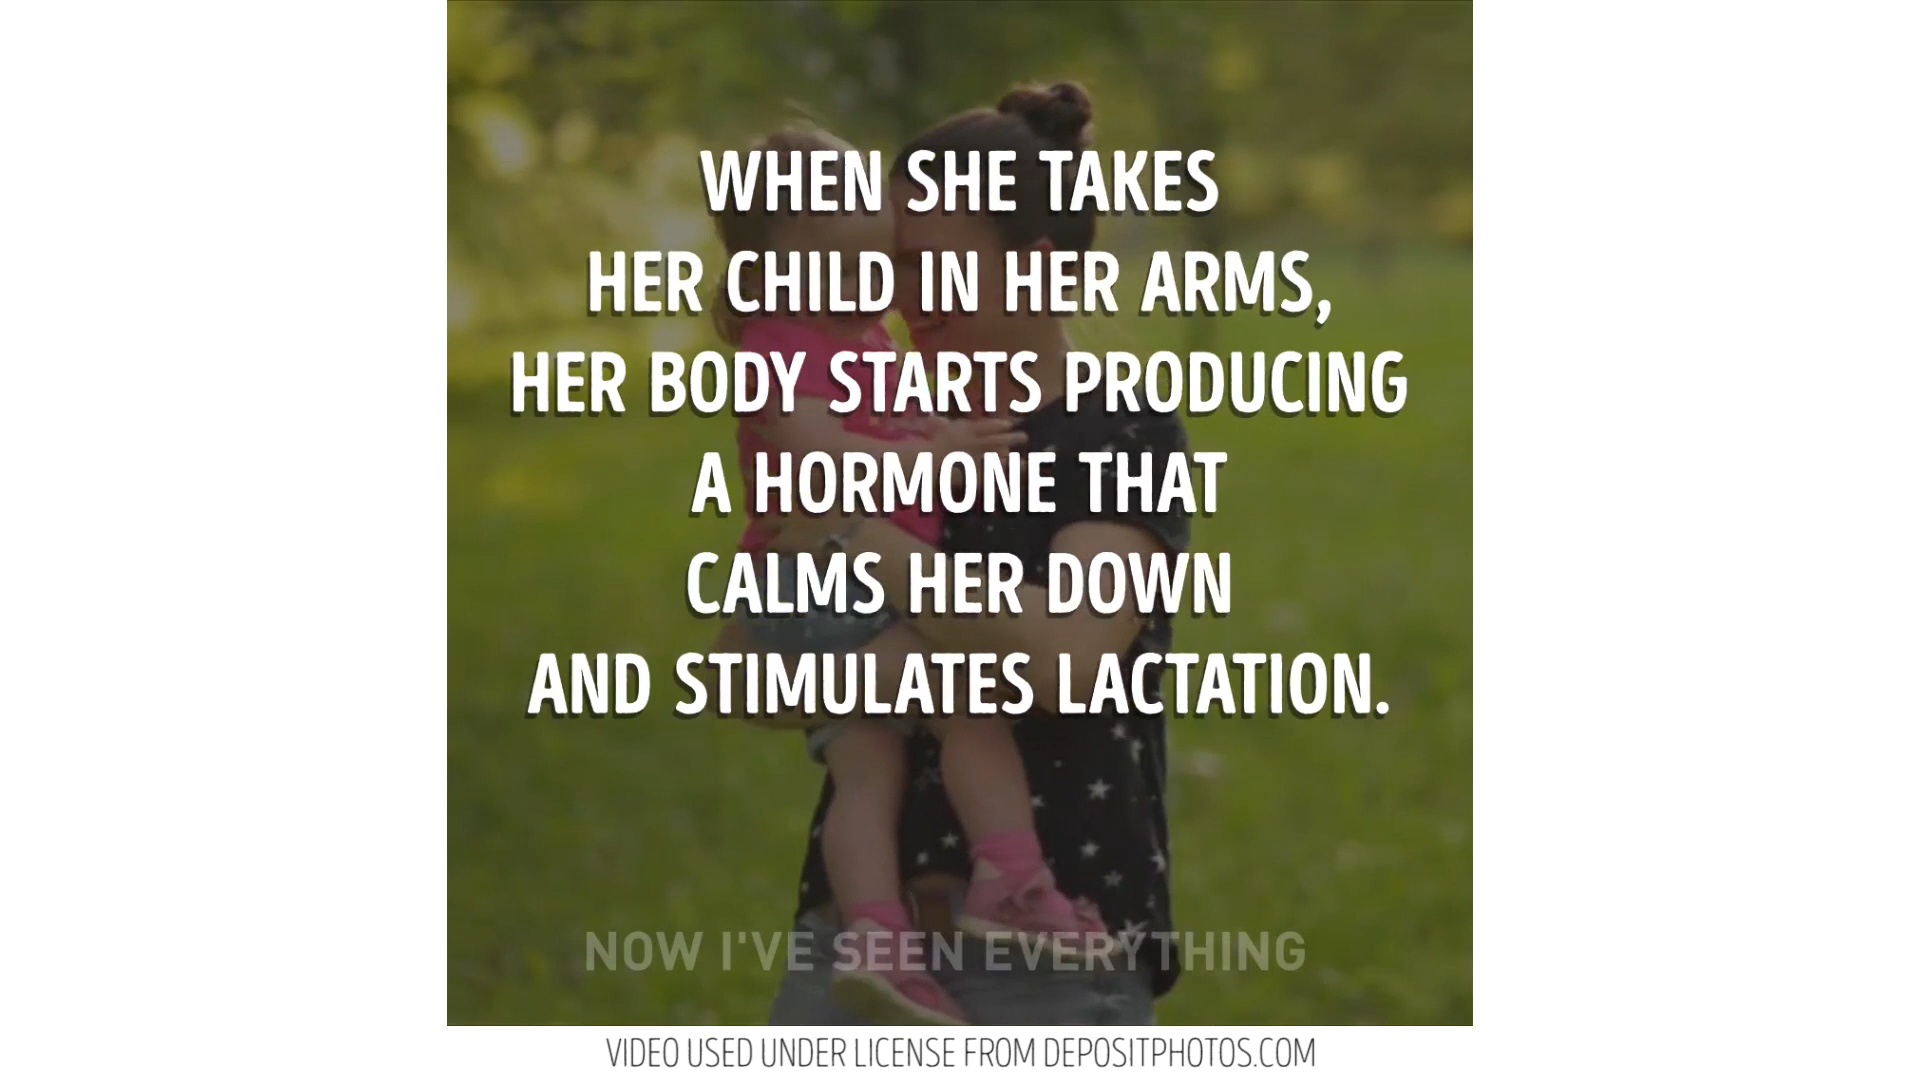 WHEN SHE TAKES
HER CHILD IN HER ARMS,
HER BODY STARTS PRODUCING
A HORMONE THAT
CALMS HER DOWN
AND STIMULATES LACTATION.
NOW I'VE SEEN EVERYTHING
VIDEO USED UNDER LICENSE FROM DEPOSITPHOTOS.COM